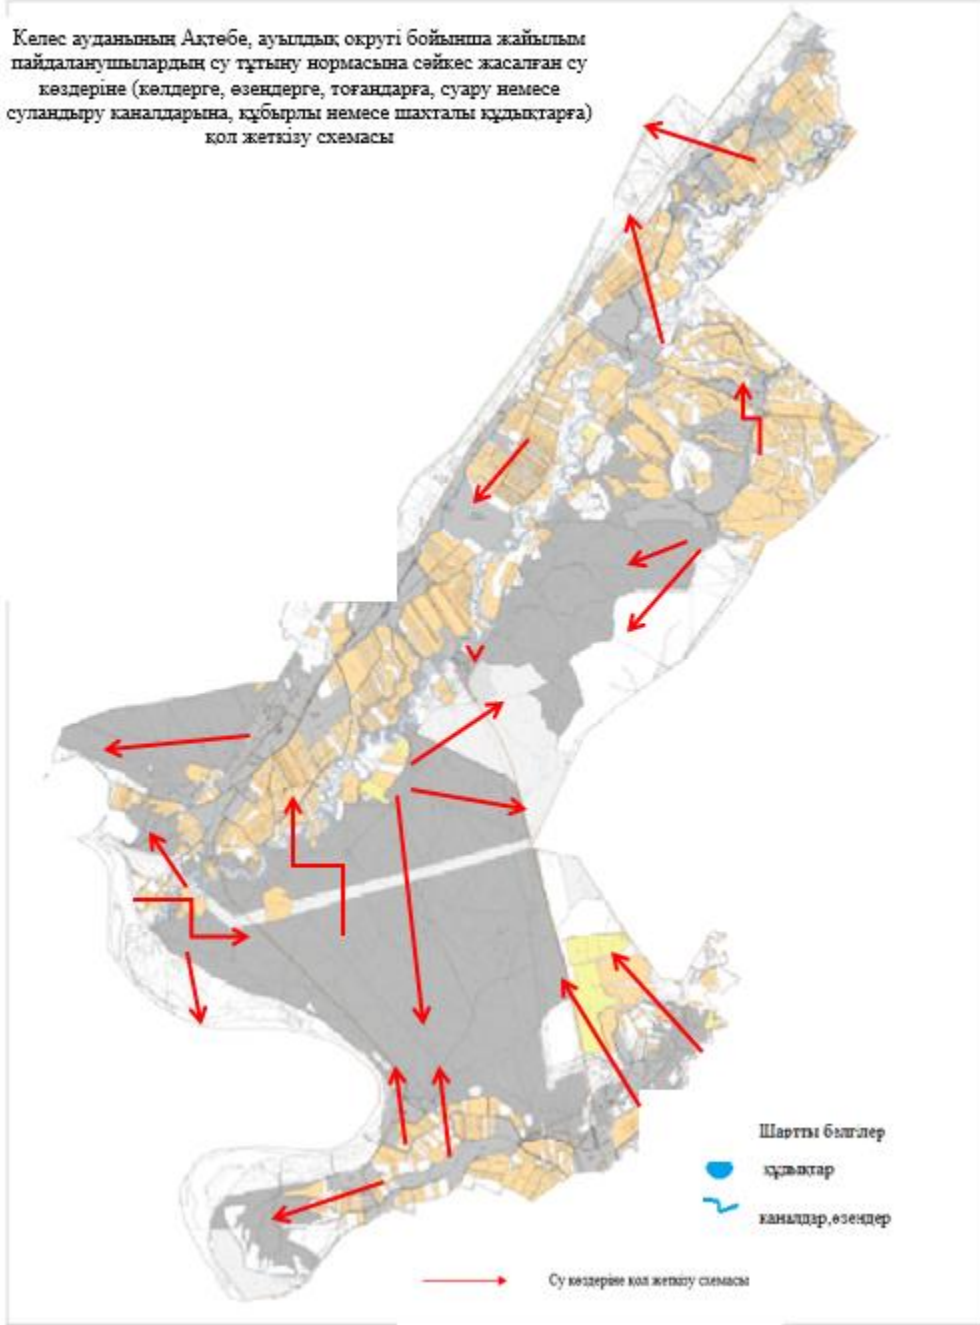 Келес ауданының Ақтөбе, ауылдық округі бойынша жайылым
пайдаланушылардың су тұтыну нормасына сәйкес жасалған су
көздеріне (көлдерге, өзендерге, тоғандарға, суару немесе
суландыру каналдарына, құбырлы немесе шахталы құдықтарға)
қол жеткізу схемасы
Шартты белгілер
құдықтар
каналдар,өзендер
Су көздеріне қол жеткізу схемасы